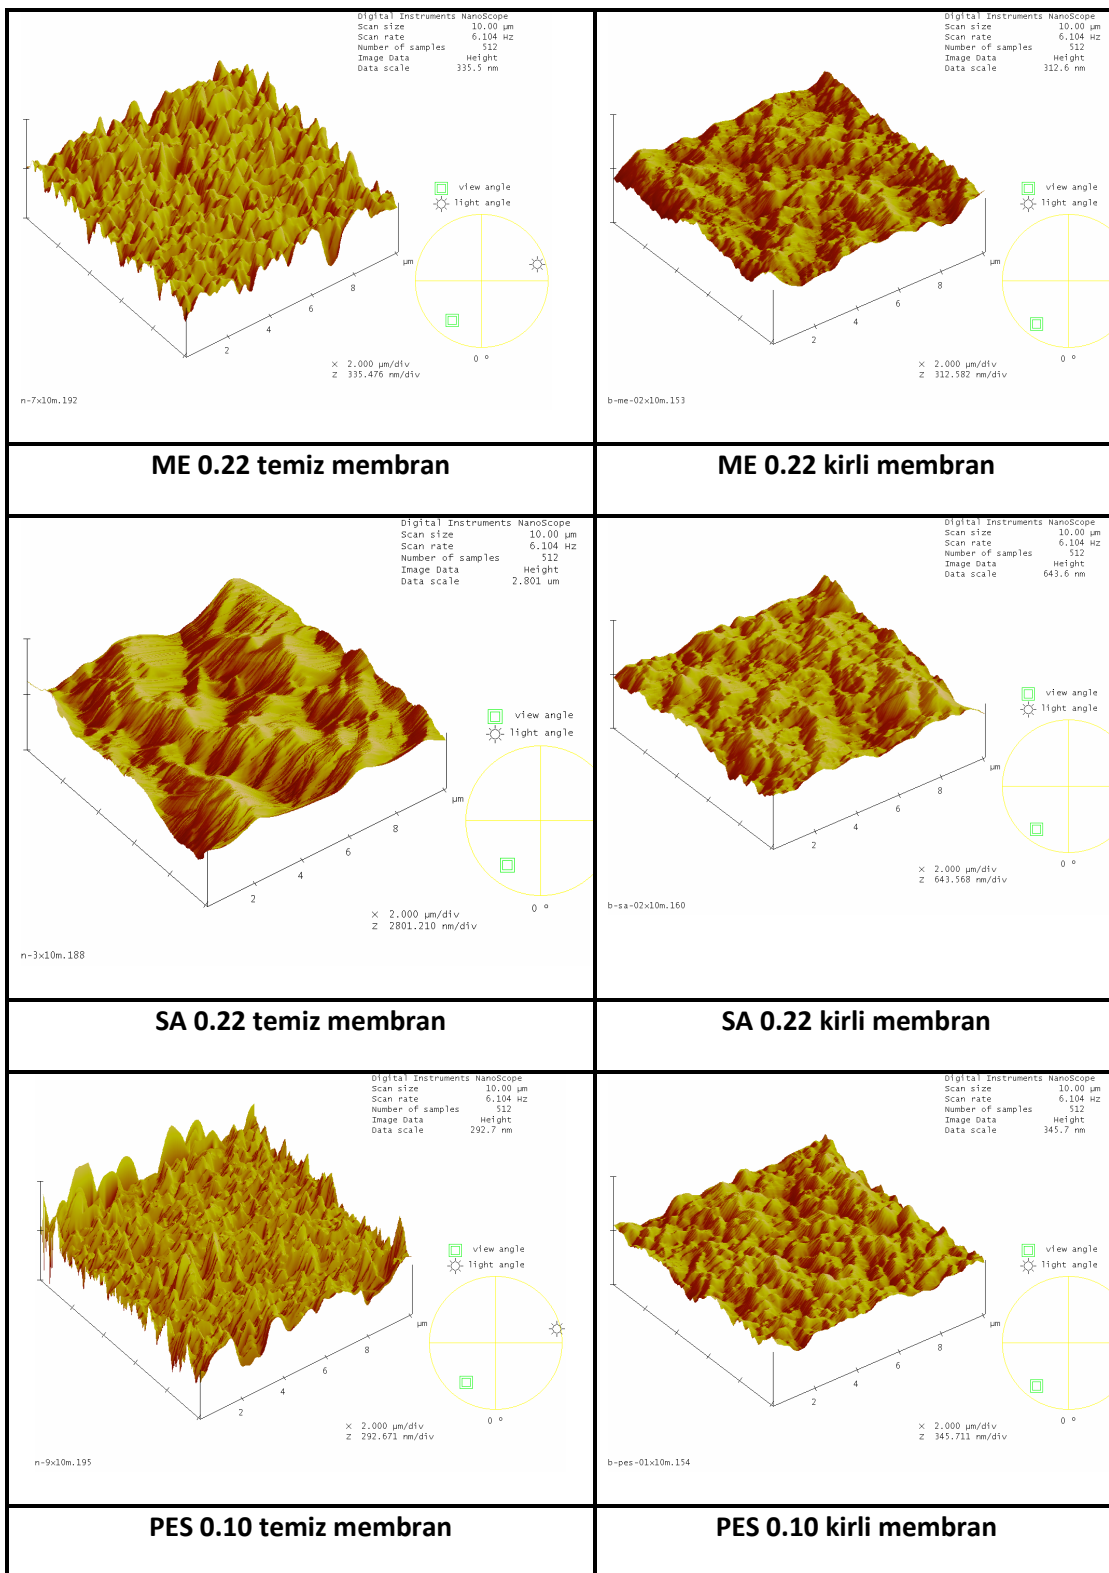 Digital Instruments NanoScope
Scan size 10.00 µm
Scan rate 6.104 Hz
Number of samples 512
Image Data Height
Data scale 335.5 nm
view angle
light angle
µm
8
6
4
2
0 °
X 2.000 µm/div
Z 335.476 nm/div
n-7x10m.192
Digital Instruments NanoScope
Scan size 10.00 µm
Scan rate 6.104 Hz
Number of samples 512
Image Data Height
Data scale 312.6 nm
view angle
light angle
µm
8
6
4
2
0 °
X 2.000 µm/div
Z 312.582 nm/div
b-me-02x10m.153
ME 0.22 temiz membran
ME 0.22 kirli membran
Digital Instruments NanoScope
Scan size 10.00 µm
Scan rate 6.104 Hz
Number of samples 512
Image Data Height
Data scale 2.801 um
view angle
light angle
µm
8
6
4
2
0 °
X 2.000 µm/div
Z 2801.210 nm/div
n-3x10m.188
Digital Instruments NanoScope
Scan size 10.00 µm
Scan rate 6.104 Hz
Number of samples 512
Image Data Height
Data scale 643.6 nm
view angle
light angle
µm
8
6
4
2
0 °
X 2.000 µm/div
Z 643.568 nm/div
b-sa-02x10m.160
SA 0.22 temiz membran
SA 0.22 kirli membran
Digital Instruments NanoScope
Scan size 10.00 µm
Scan rate 6.104 Hz
Number of samples 512
Image Data Height
Data scale 292.7 nm
view angle
light angle
µm
8
6
4
2
0 °
X 2.000 µm/div
Z 292.671 nm/div
n-9x10m.195
Digital Instruments NanoScope
Scan size 10.00 µm
Scan rate 6.104 Hz
Number of samples 512
Image Data Height
Data scale 345.7 nm
view angle
light angle
µm
8
6
4
2
0 °
X 2.000 µm/div
Z 345.711 nm/div
b-pes-01x10m.154
PES 0.10 temiz membran
PES 0.10 kirli membran